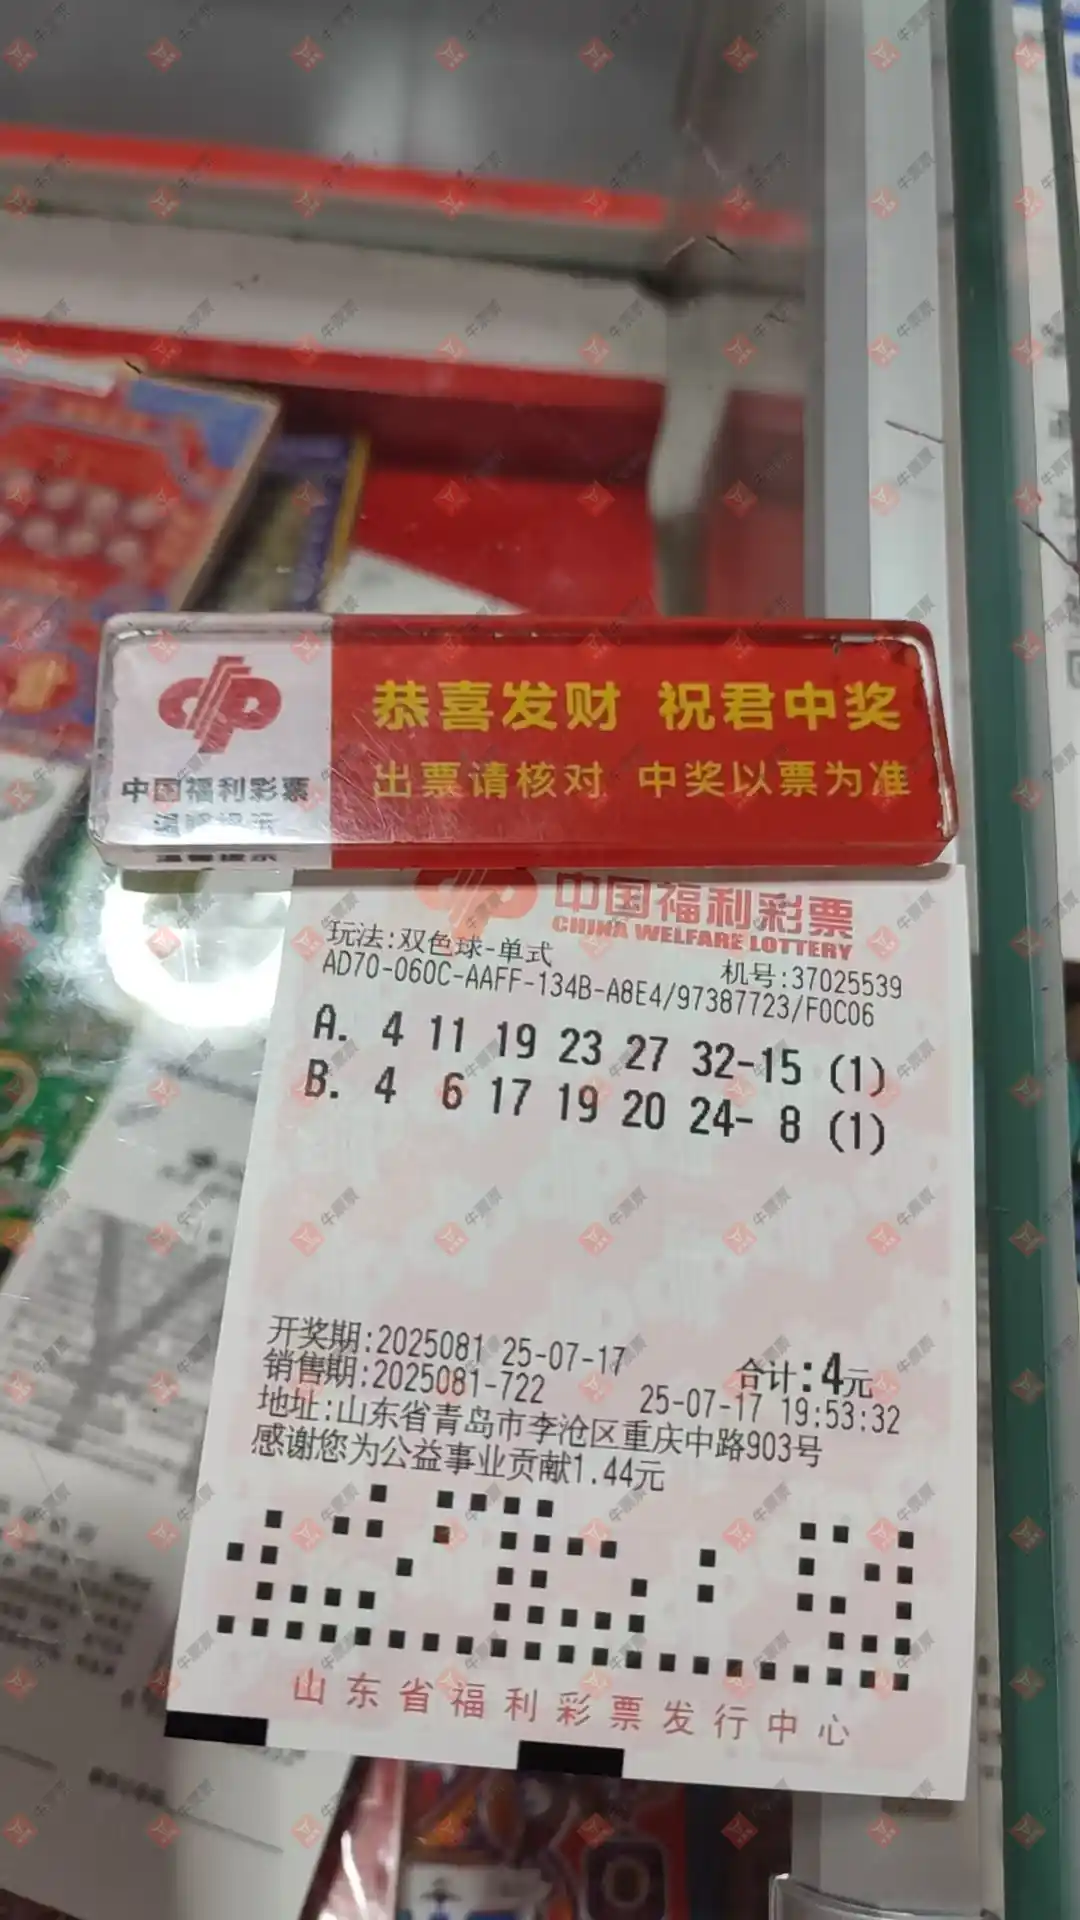 恭喜发财 祝君中奖
出票请核对 中奖以票为准
中国福利彩票
温馨提示
中国福利彩票
CHINA WELFARE LOTTERY
玩法:双色球-单式
机号:37025539
AD70-060C-AAFF-134B-A8E4/97387723/F0C06
A. 4 11 19 23 27 32-15 (1)
B. 4 6 17 19 20 24- 8 (1)
开奖期:2025081 25-07-17
合计:4元
销售期:2025081-722
25-07-17 19:53:32
地址:山东省青岛市李沧区重庆中路903号
感谢您为公益事业贡献1.44元
山东省福利彩票发行中心
牛票票